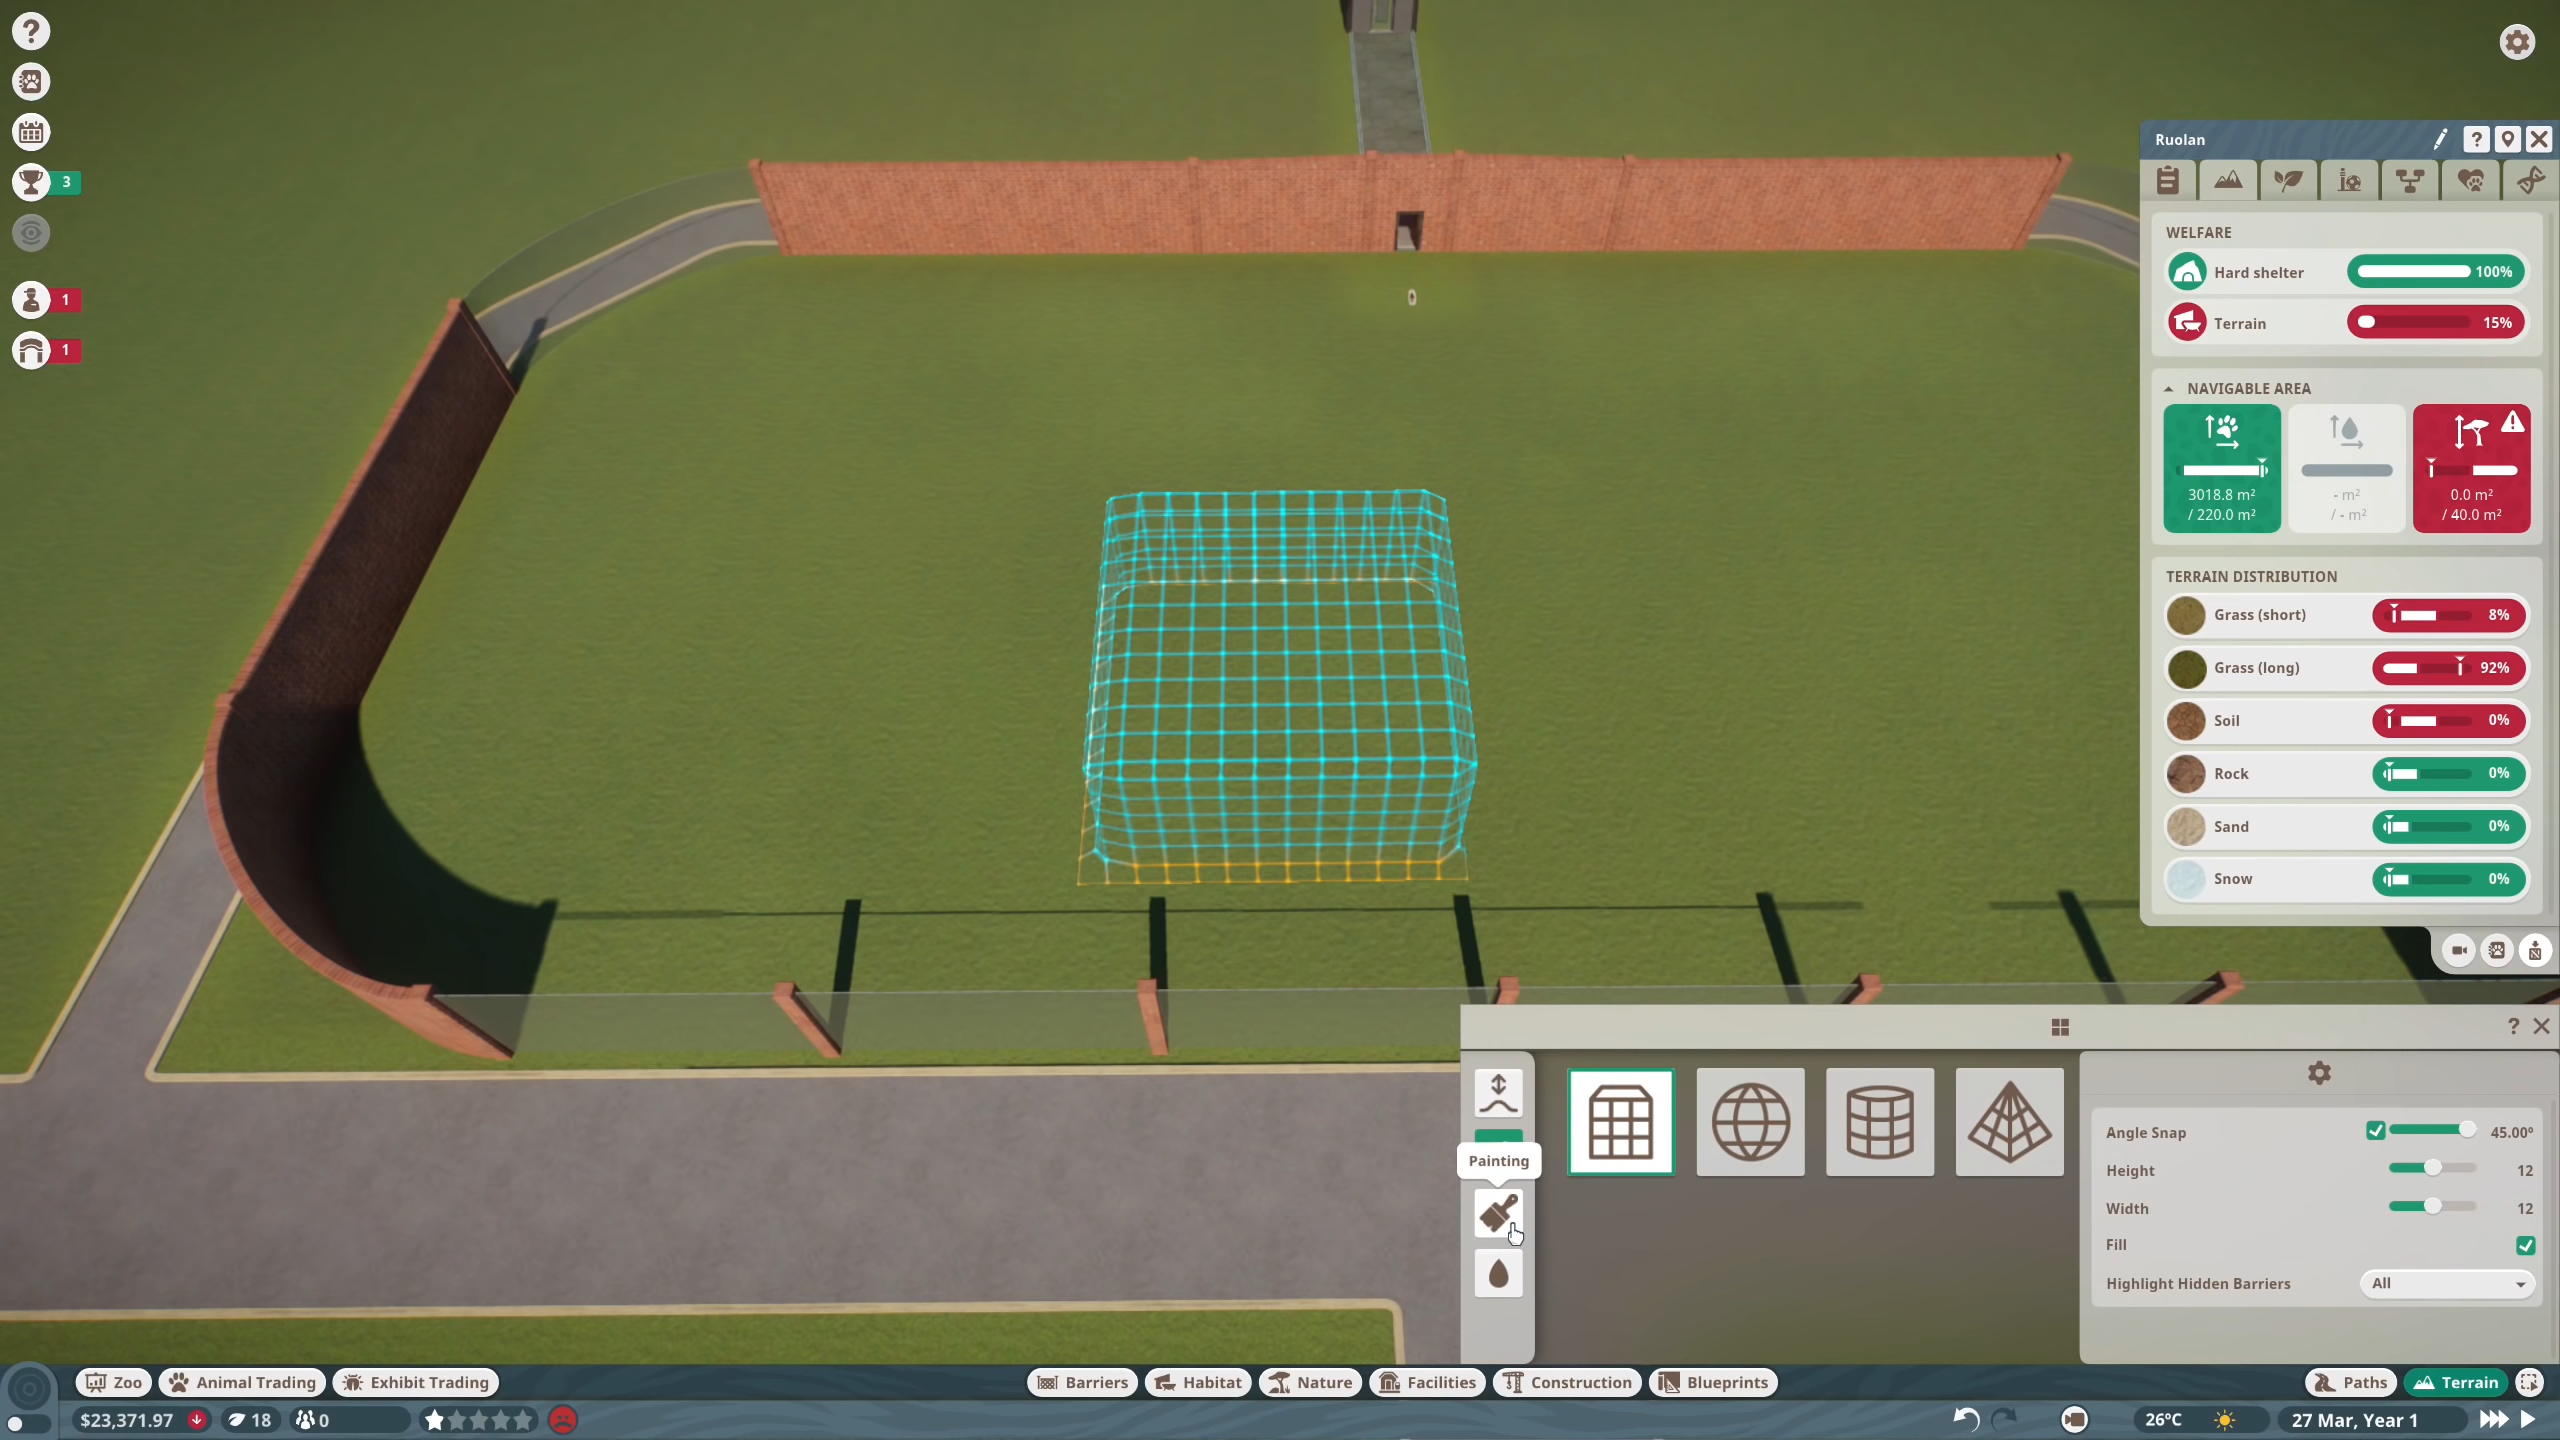 ?
3
1
1
Ruolan
?
WELFARE
Hard shelter 100%
Terrain 15%
NAVIGABLE AREA
3018.8 m² / 220.0 m²
- m² / - m²
0.0 m² / 40.0 m²
TERRAIN DISTRIBUTION
Grass (short) 8%
Grass (long) 92%
Soil 0%
Rock 0%
Sand 0%
Snow 0%
?
Painting
Angle Snap 45.00°
Height 12
Width 12
Fill
Highlight Hidden Barriers All
Zoo Animal Trading Exhibit Trading Barriers Habitat Nature Facilities Construction Blueprints Paths Terrain
$23,371.97 18 0 26°C 27 Mar, Year 1